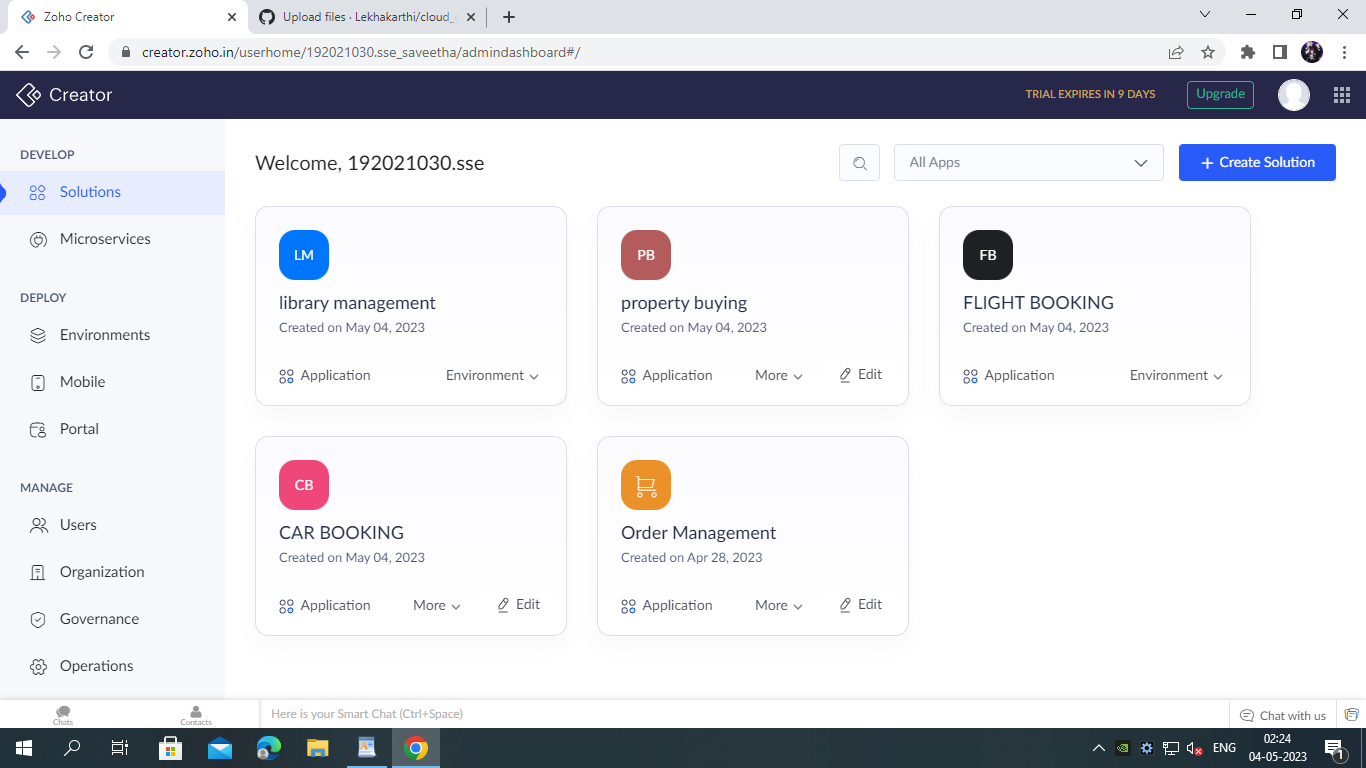 Zoho Creator
Upload files · Lekhakarthi/cloud_
creator.zoho.in/userhome/192021030.sse_saveetha/admindashboard#/
Creator
TRIAL EXPIRES IN 9 DAYS
Upgrade
DEVELOP
Solutions
Microservices
DEPLOY
Environments
Mobile
Portal
MANAGE
Users
Organization
Governance
Operations
Welcome, 192021030.sse
All Apps
+ Create Solution
LM
library management
Created on May 04, 2023
Application
Environment
PB
property buying
Created on May 04, 2023
Application
More
Edit
FB
FLIGHT BOOKING
Created on May 04, 2023
Application
Environment
CB
CAR BOOKING
Created on May 04, 2023
Application
More
Edit
Order Management
Created on Apr 28, 2023
Application
More
Edit
Chats
Contacts
Here is your Smart Chat (Ctrl+Space)
Chat with us
ENG
02:24
04-05-2023
1